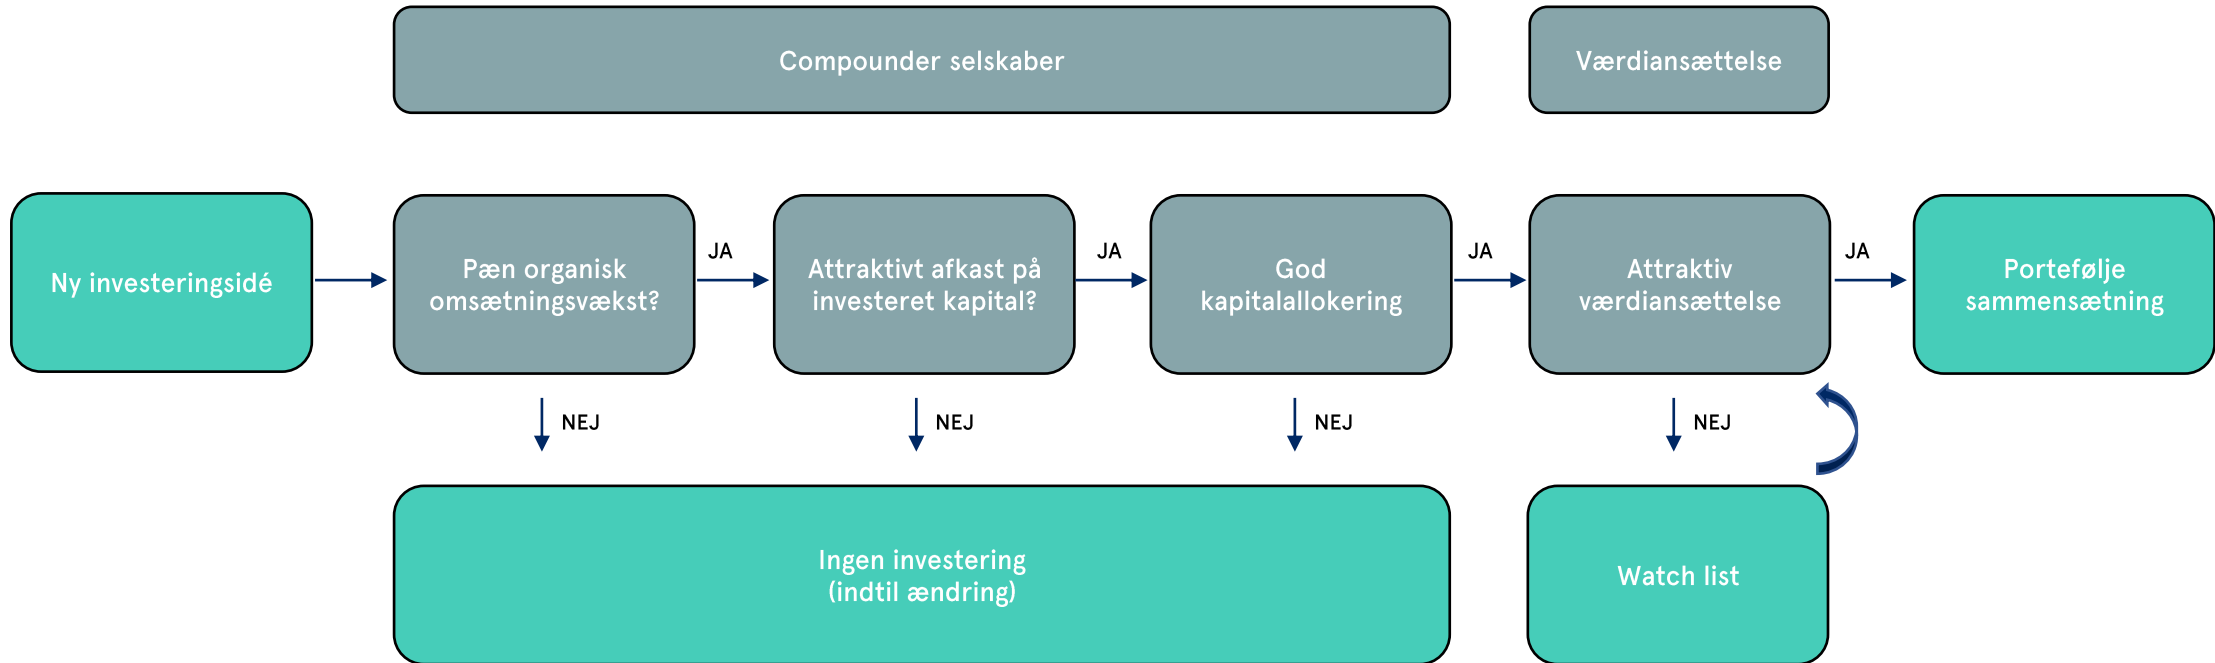 Compounder selskaber
Værdiansættelse
Ny investeringsidé
Pæn organisk
omsætningsvækst?
JA
Attraktivt afkast på
investeret kapital?
JA
God
kapitalallokering
JA
Attraktiv
værdiansættelse
JA
Portefølje
sammensætning
NEJ
NEJ
NEJ
NEJ
Ingen investering
(indtil ændring)
Watch list